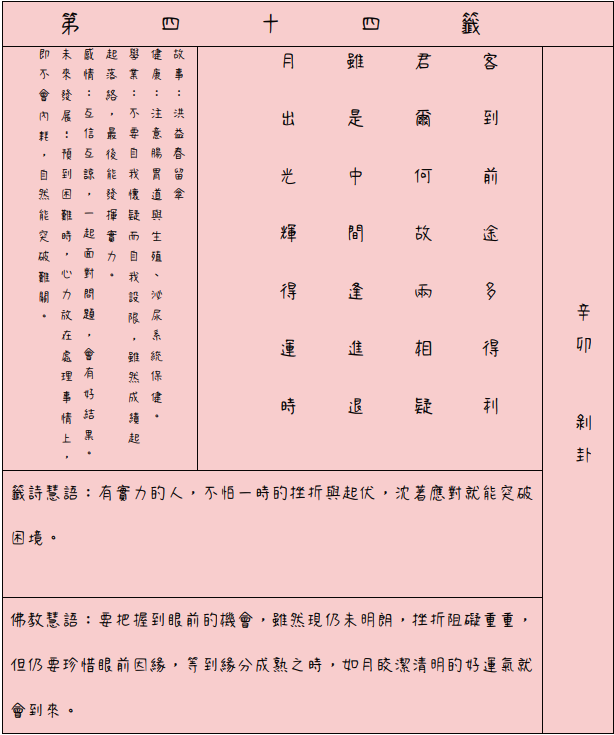 第四十四籤
辛卯 剝卦
客到前途多得利
君爾何故兩相疑
雖是中間逢進退
月出光輝得運時
故事：洪益春留傘
健康：注意腸胃道與生殖、泌尿系統保健。
學業：不要自我懷疑而自我設限，雖然成績起
起落落，最後能發揮實力。
感情：互信互諒，一起面對問題，會有好結果。
未來發展：預到困難時，心力放在處理事情上，
即不會內耗，自然能突破難關。
籤詩慧語：有實力的人，不怕一時的挫折與起伏，沈著應對就能突破
困境。
佛教慧語：要把握到眼前的機會，雖然現仍未明朗，挫折阻礙重重，
但仍要珍惜眼前因緣，等到緣分成熟之時，如月皎潔清明的好運氣就
會到來。